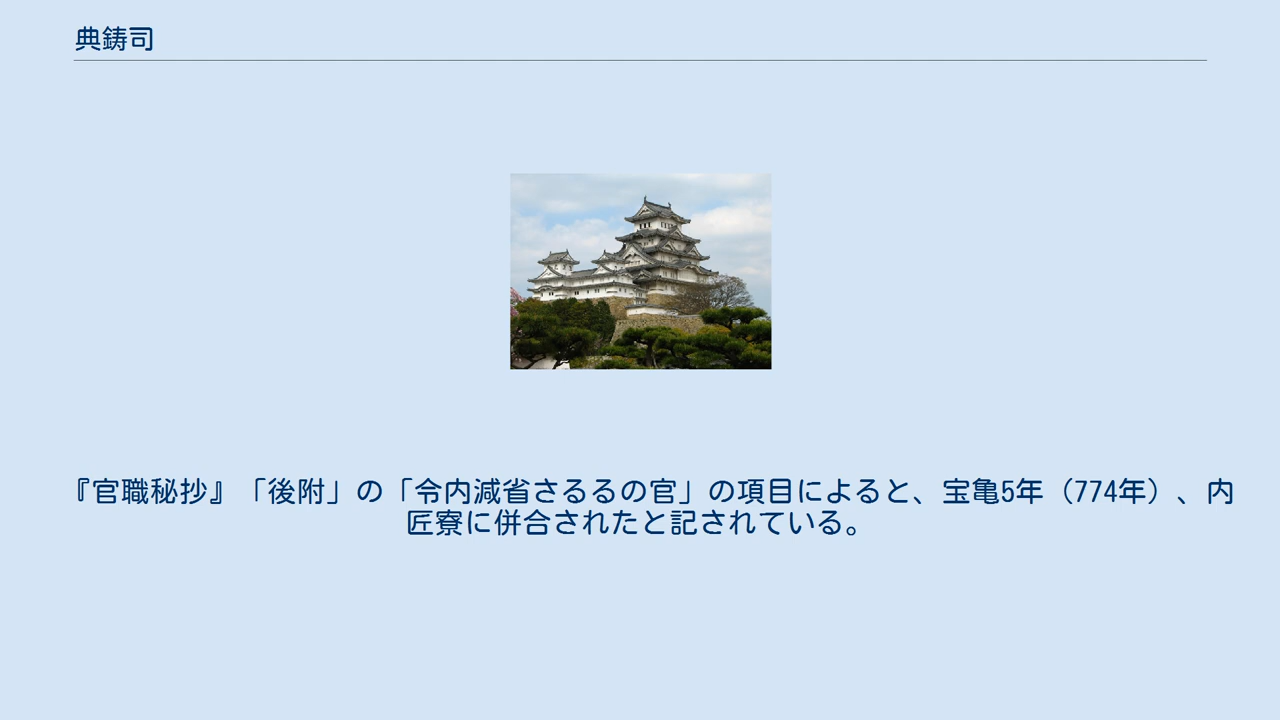 典鋳司
『官職秘抄』「後附」の「令内減省さるるの官」の項目によると、宝亀5年（774年）、内
匠寮に併合されたと記されている。